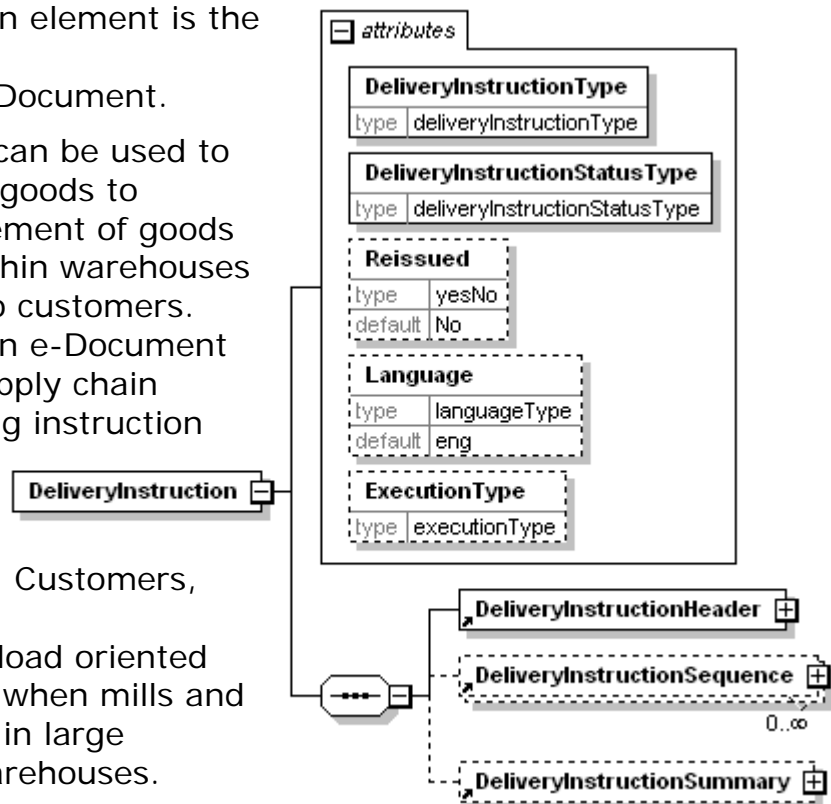 n element is the
Document.
can be used to
goods to
ement of goods
thin warehouses
o customers.
n e-Document
pply chain
g instruction
Customers,
load oriented
when mills and
in large
arehouses.
attributes
DeliveryInstructionType
type deliveryInstructionType
DeliveryInstructionStatusType
type deliveryInstructionStatusType
Reissued
type yesNo
default No
Language
type languageType
default eng
ExecutionType
type executionType
DeliveryInstruction
DeliveryInstructionHeader
DeliveryInstructionSequence
0..∞
DeliveryInstructionSummary